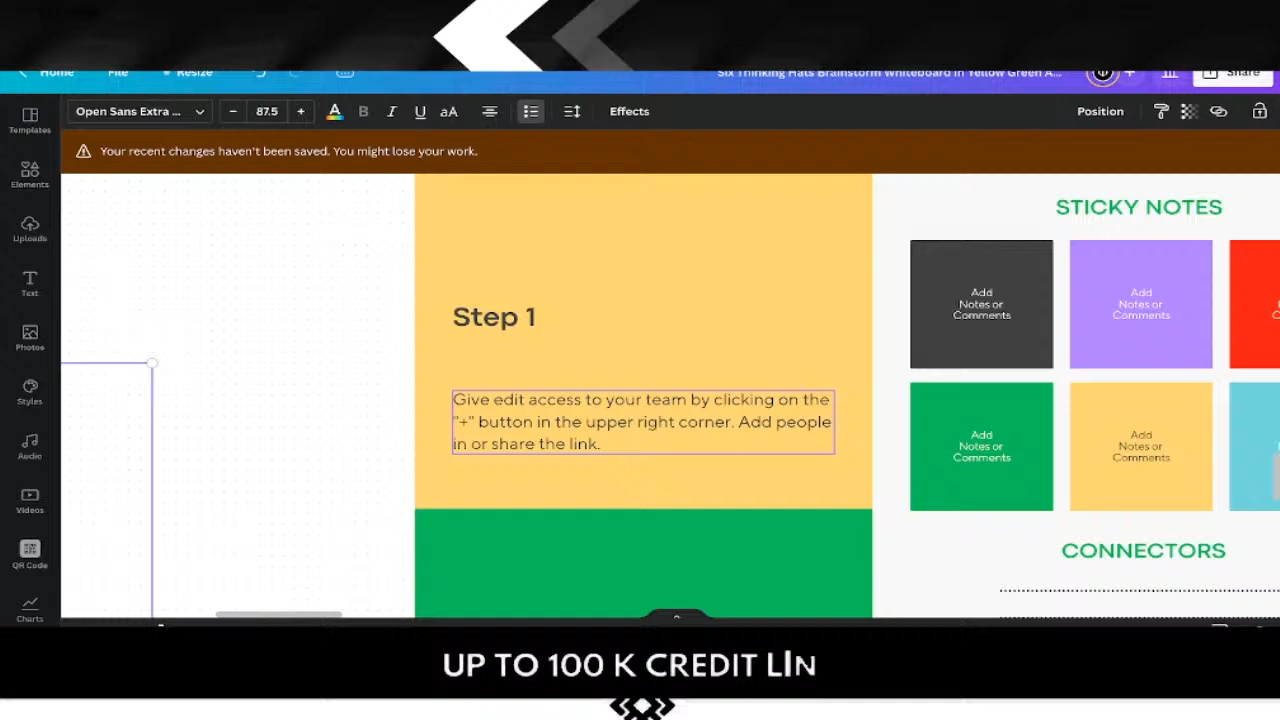 Home File Resize Six Thinking Hats Brainstorm Whiteboard in Yellow Green A... Share
Open Sans Extra ... − 87.5 + A B I U aA Effects Position
Your recent changes haven't been saved. You might lose your work.
Templates
Elements
Uploads
Text
Photos
Styles
Audio
Videos
QR Code
Charts
Step 1
Give edit access to your team by clicking on the
"+" button in the upper right corner. Add people
in or share the link.
STICKY NOTES
Add
Notes or
Comments
Add
Notes or
Comments
Add
Notes or
Comments
Add
Notes or
Comments
CONNECTORS
UP TO 100 K CREDIT LIN